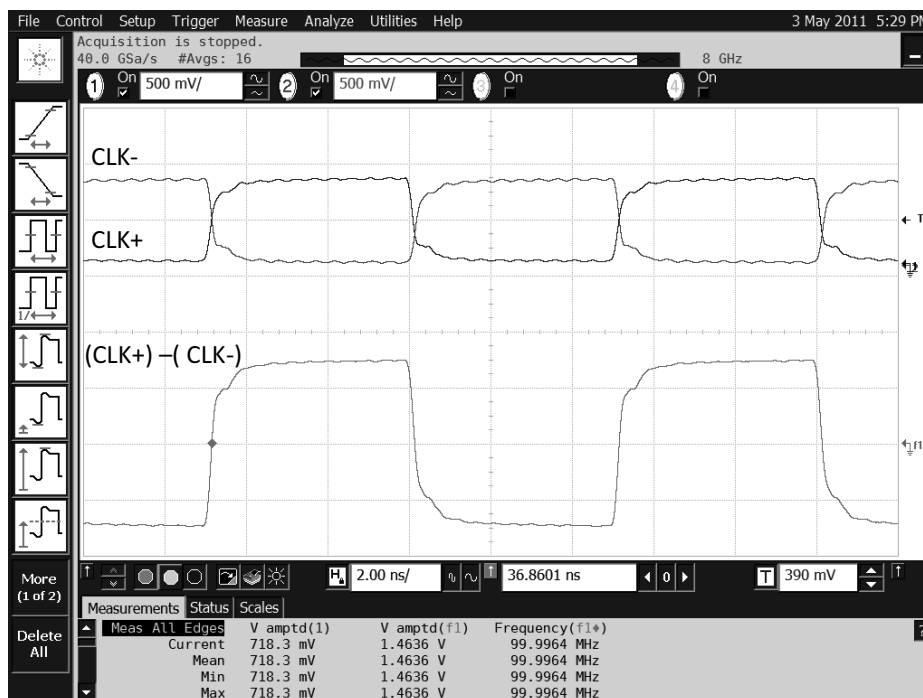 File Control Setup Trigger Measure Analyze Utilities Help 3 May 2011 5:29 PM
Acquisition is stopped.
40.0 GSa/s #Avgs: 16 8 GHz
1 On 500 mV/ 2 On 500 mV/ 3 On 4 On
CLK-
T
CLK+
2
1/
(CLK+) –( CLK-)
f1
More
(1 of 2)
H 2.00 ns/ 36.8601 ns 0 T 390 mV
Measurements Status Scales
Delete
All
Meas All Edges V amptd(1) V amptd(f1) Frequency(f1♦) ?
Current 718.3 mV 1.4636 V 99.9964 MHz
Mean 718.3 mV 1.4636 V 99.9964 MHz
Min 718.3 mV 1.4636 V 99.9964 MHz
Max 718.3 mV 1.4636 V 99.9964 MHz